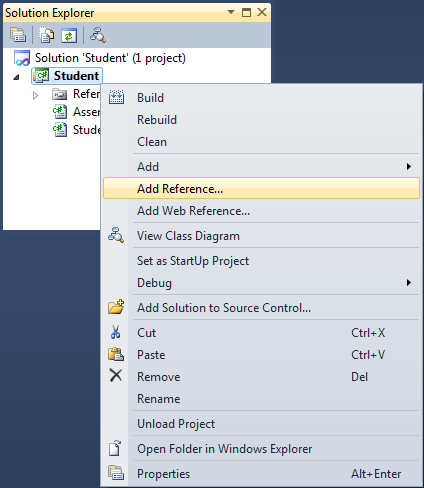 Solution Explorer
Solution 'Student' (1 project)
Student
Refer
Asser
Stude
Build
Rebuild
Clean
Add
Add Reference...
Add Web Reference...
View Class Diagram
Set as StartUp Project
Debug
Add Solution to Source Control...
Cut Ctrl+X
Paste Ctrl+V
Remove Del
Rename
Unload Project
Open Folder in Windows Explorer
Properties Alt+Enter